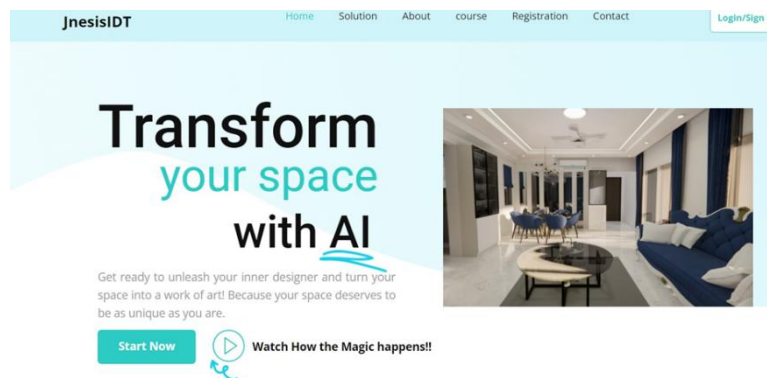 JnesisIDT
Home Solution About course Registration Contact
Login/Sign
Transform
your space
with AI
Get ready to unleash your inner designer and turn your
space into a work of art! Because your space deserves to
be as unique as you are.
Start Now
Watch How the Magic happens!!